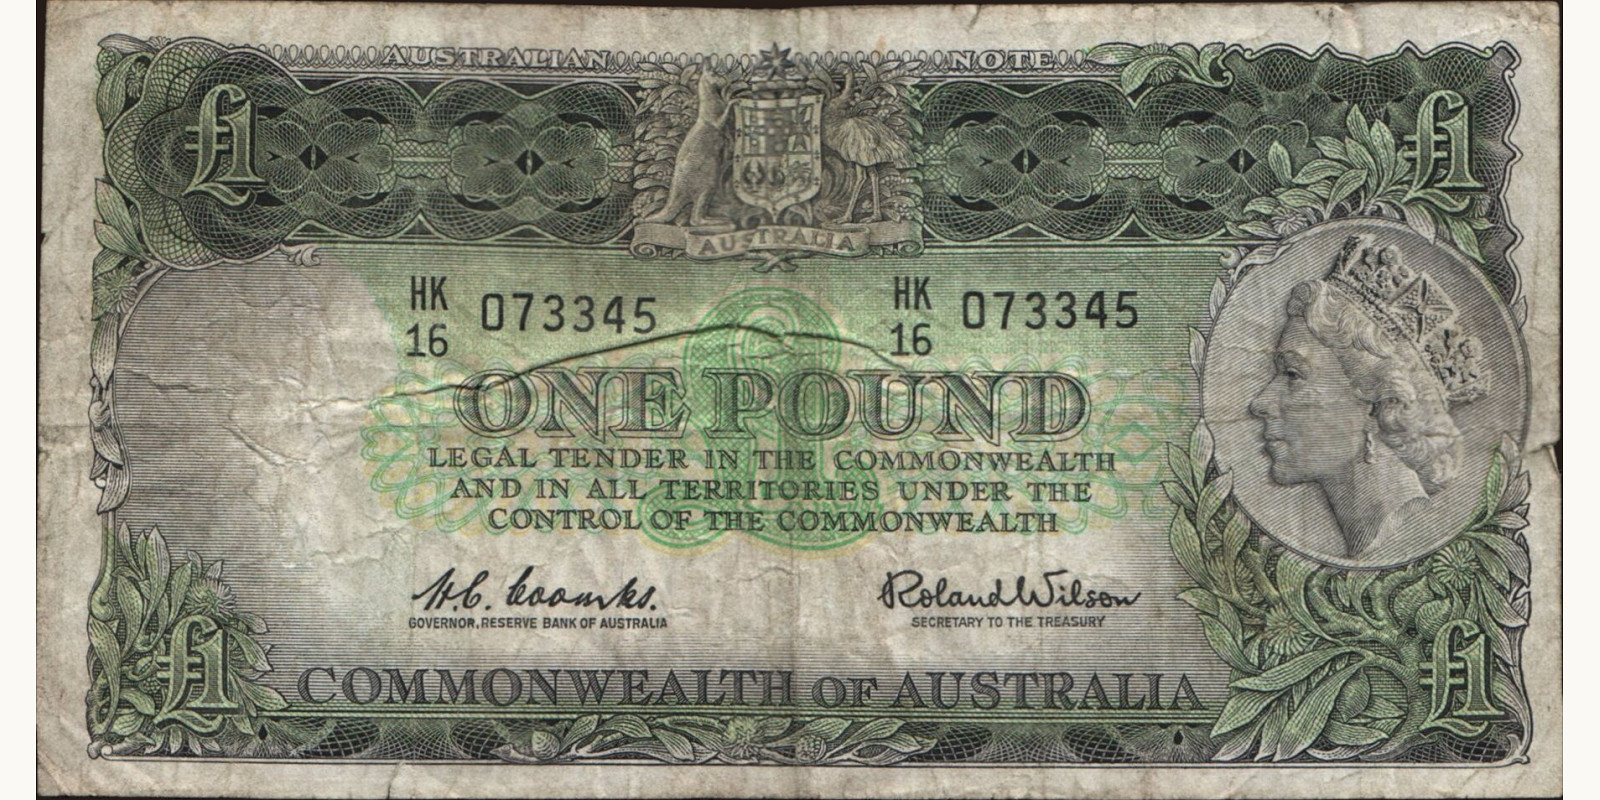 AUSTRALIAN NOTE
£1 £1
AUSTRALIA
HK 16 073345 HK 16 073345
ONE POUND
LEGAL TENDER IN THE COMMONWEALTH
AND IN ALL TERRITORIES UNDER THE
CONTROL OF THE COMMONWEALTH
H.C. Coombs. Roland Wilson
GOVERNOR, RESERVE BANK OF AUSTRALIA SECRETARY TO THE TREASURY
£1 £1
COMMONWEALTH OF AUSTRALIA